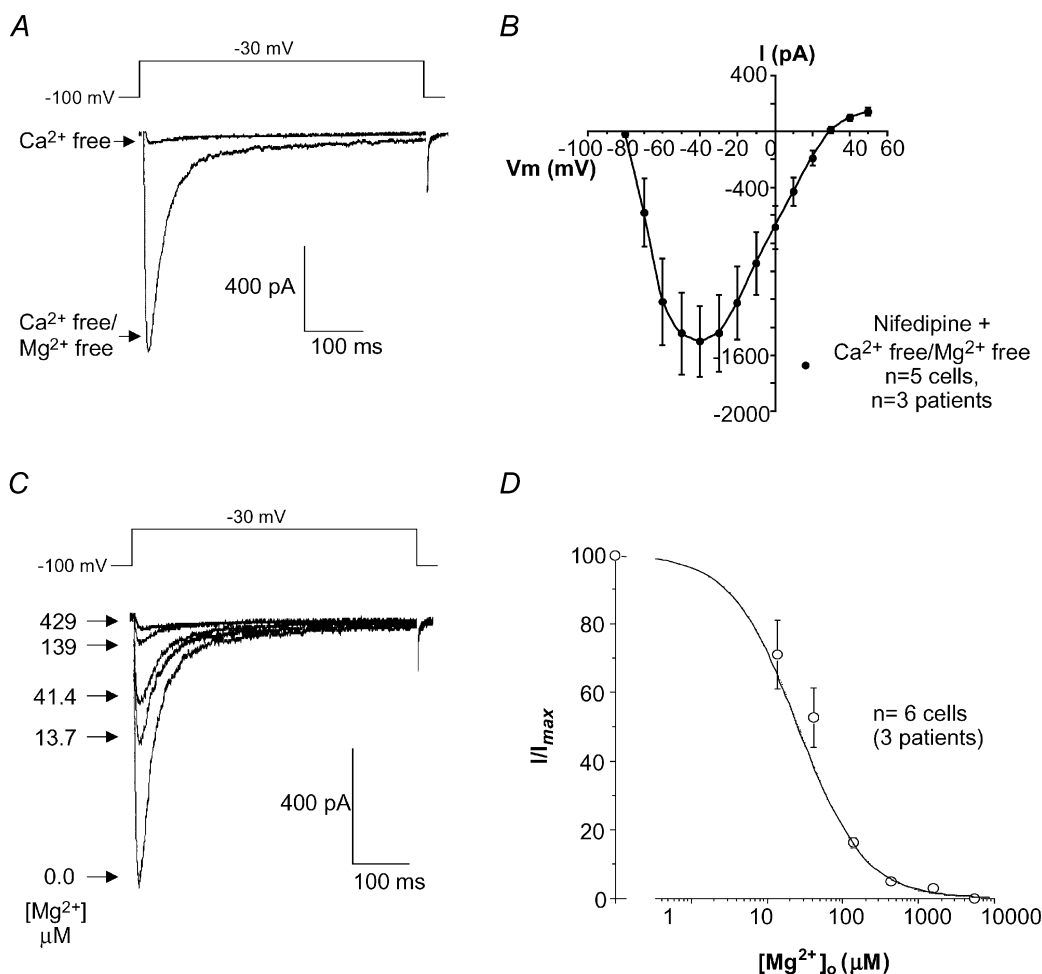 A
-30 mV
-100 mV
Ca2+ free
Ca2+ free/
Mg2+ free
400 pA
100 ms
B
I (pA)
400
-100 -80 -60 -40 -20 0 20 40 60
Vm (mV)
-400
-1600
-2000
Nifedipine +
Ca2+ free/Mg2+ free
n=5 cells,
n=3 patients
C
-30 mV
-100 mV
429
139
41.4
13.7
0.0
[Mg2+]
µM
400 pA
100 ms
D
100
80
60
40
20
0
I/Imax
n= 6 cells
(3 patients)
1 10 100 1000 10000
[Mg2+]o (µM)